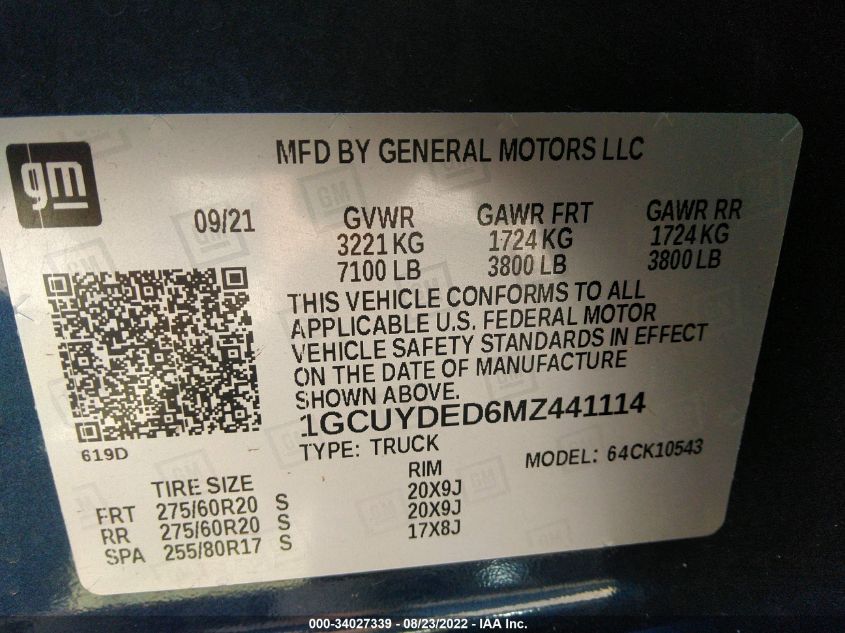 gm
MFD BY GENERAL MOTORS LLC
09/21 GVWR GAWR FRT GAWR RR
3221 KG 1724 KG 1724 KG
7100 LB 3800 LB 3800 LB
THIS VEHICLE CONFORMS TO ALL
APPLICABLE U.S. FEDERAL MOTOR
VEHICLE SAFETY STANDARDS IN EFFECT
ON THE DATE OF MANUFACTURE
SHOWN ABOVE.
1GCUYDED6MZ441114
619D
TYPE: TRUCK MODEL: 64CK10543
TIRE SIZE RIM
FRT 275/60R20 S 20X9J
RR 275/60R20 S 20X9J
SPA 255/80R17 S 17X8J
000-34027339 - 08/23/2022 - IAA Inc.